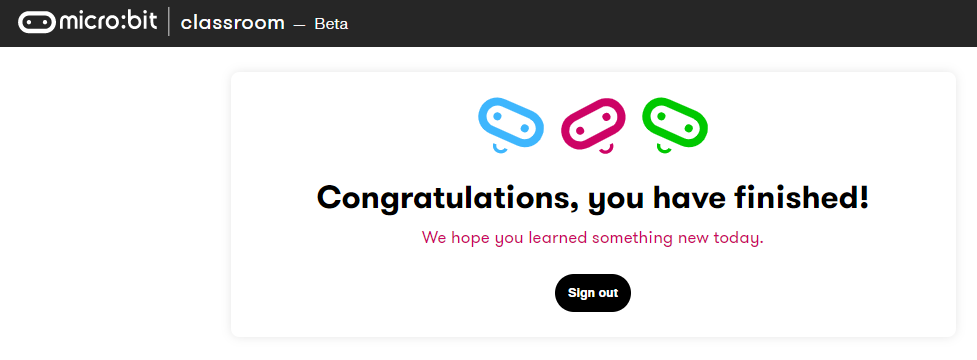 micro:bit classroom — Beta
Congratulations, you have finished!
We hope you learned something new today.
Sign out